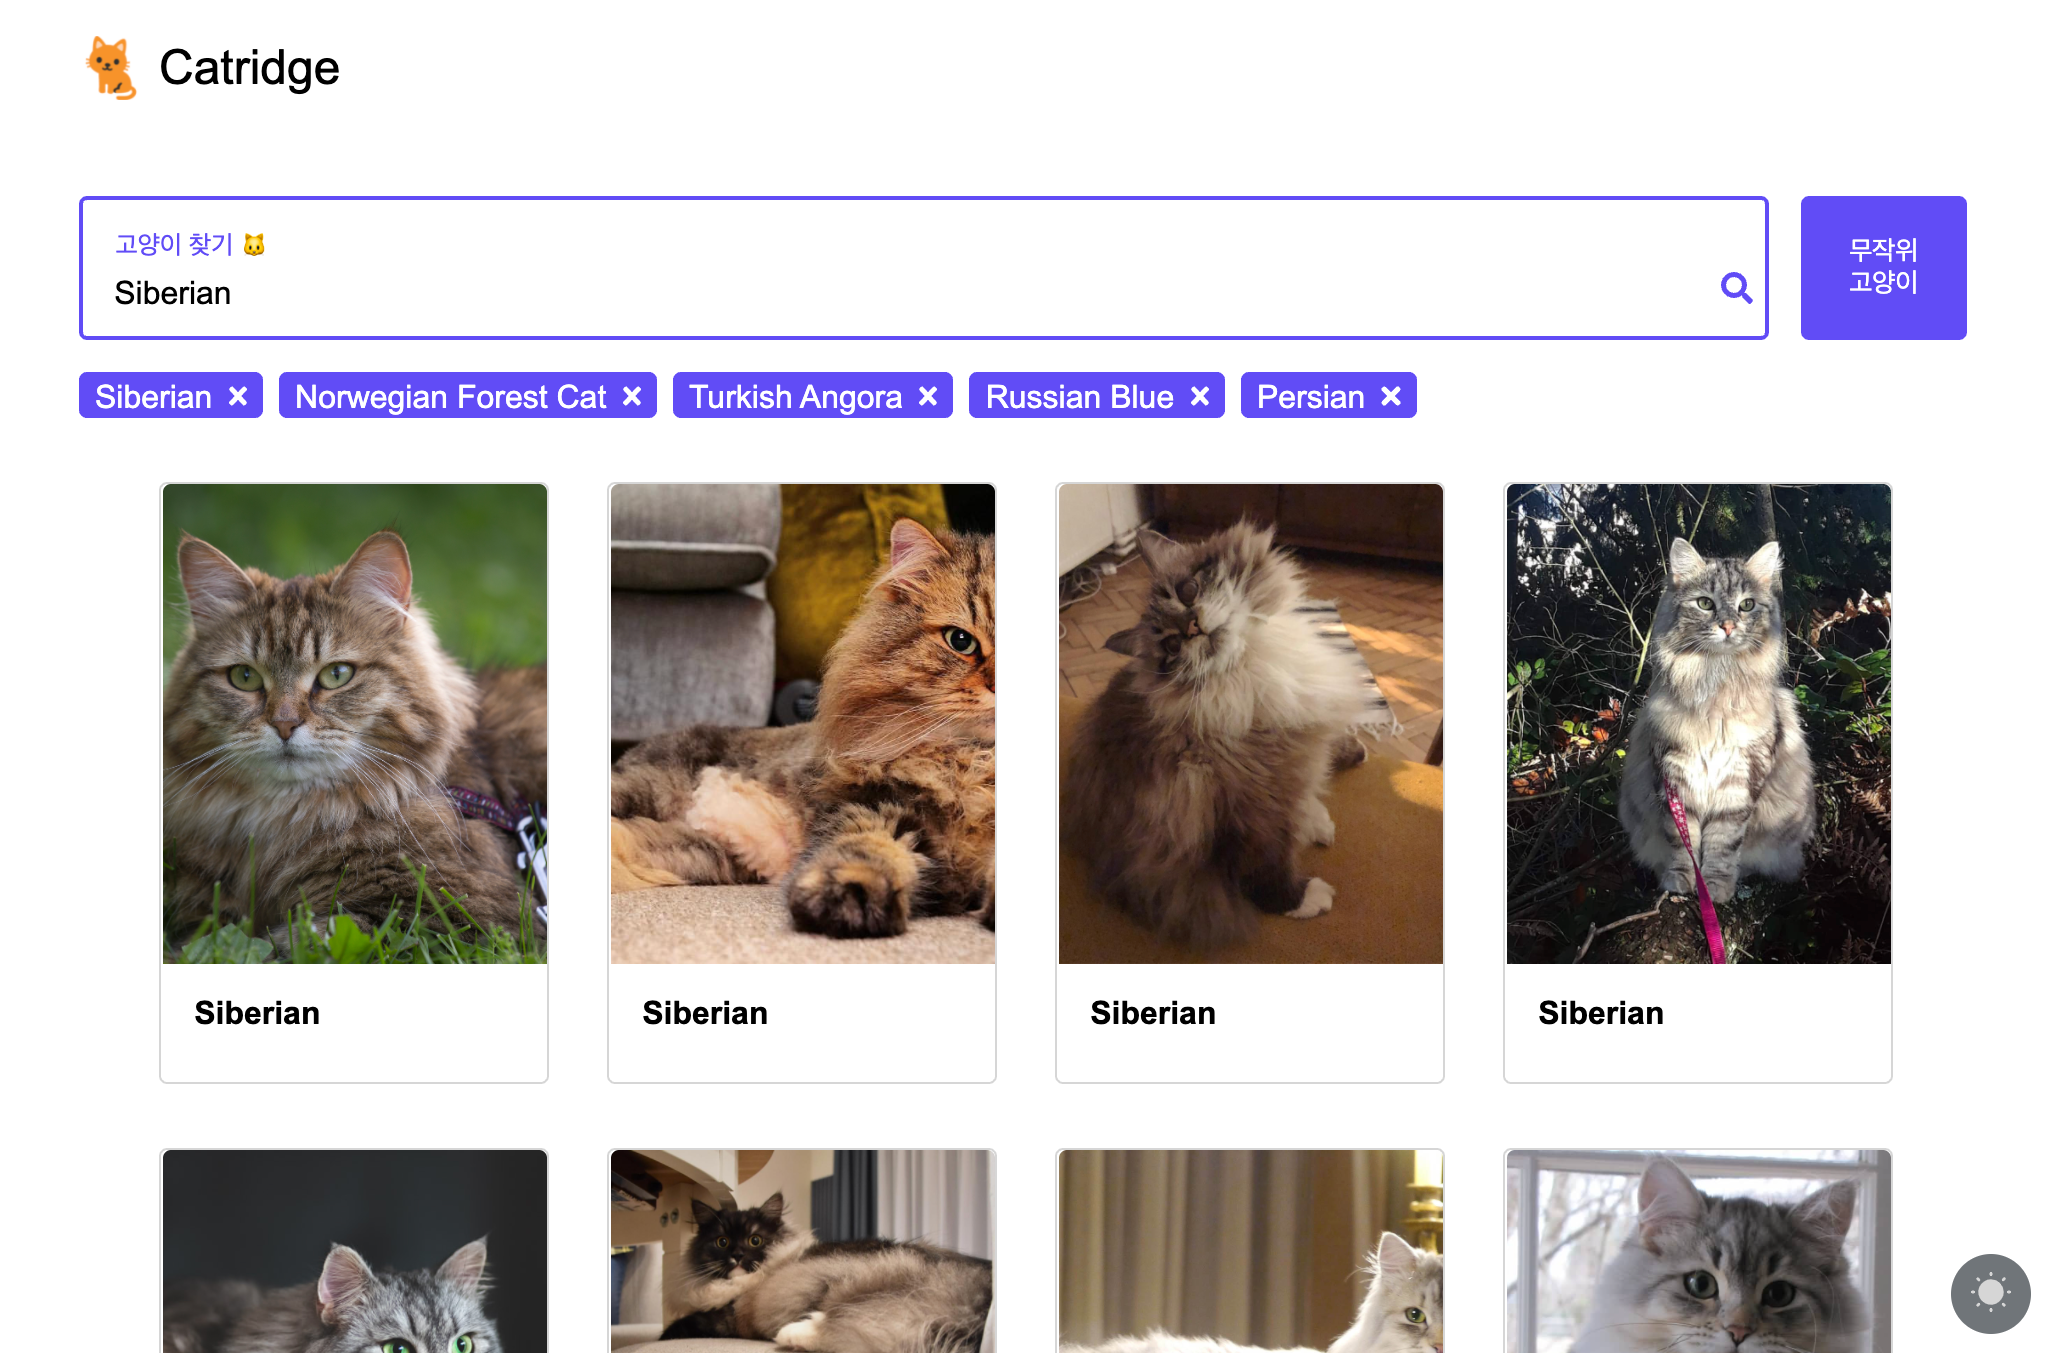 Catridge
고양이 찾기 🐱
Siberian
무작위
고양이
Siberian × Norwegian Forest Cat × Turkish Angora × Russian Blue × Persian ×
Siberian Siberian Siberian Siberian